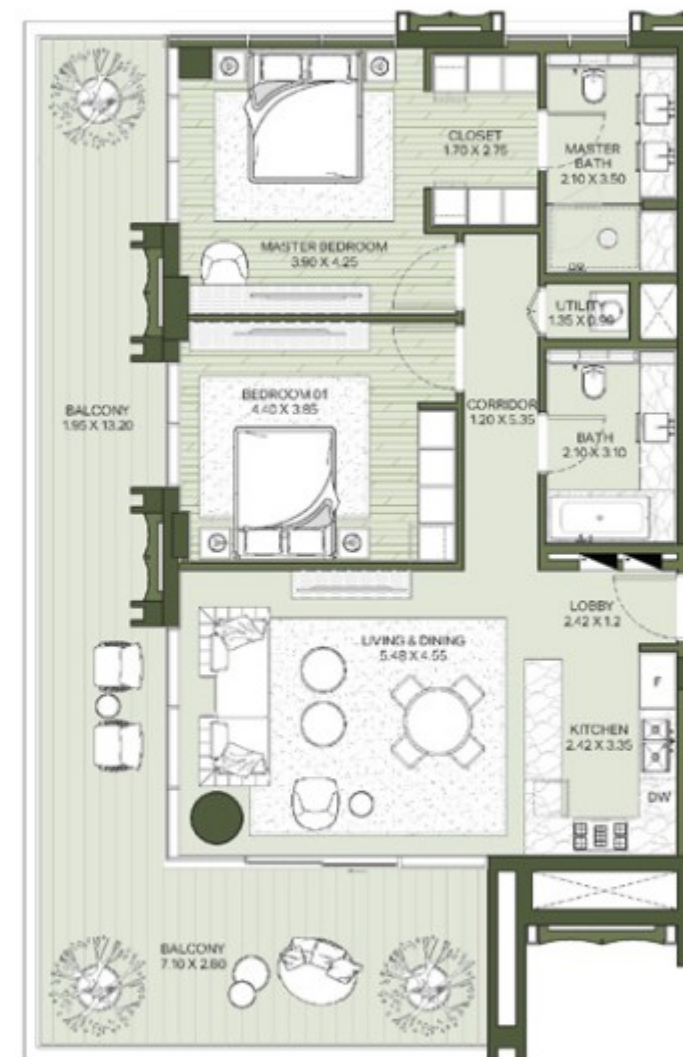 CLOSET
1.70 X 2.75
MASTER
BATH
2.10 X 3.50
MASTER BEDROOM
3.90 X 4.25
UTILITY
1.35 X 0.90
BEDROOM 01
4.40 X 3.85
BALCONY
1.95 X 13.20
CORRIDOR
1.20 X 5.35
BATH
2.10 X 3.10
LOBBY
2.42 X 1.2
LIVING & DINING
5.48 X 4.55
F
KITCHEN
2.42 X 3.35
DW
BALCONY
7.10 X 2.80